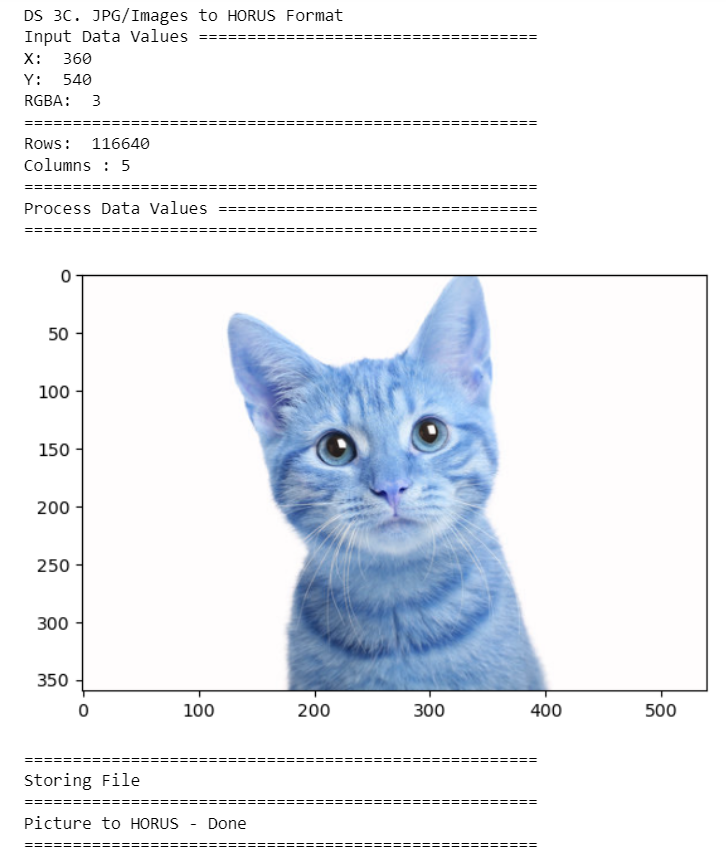 DS 3C. JPG/Images to HORUS Format
Input Data Values ===================================
X:  360
Y:  540
RGBA:  3
=====================================================
Rows:  116640
Columns : 5
=====================================================
Process Data Values =================================
=====================================================
0
50
100
150
200
250
300
350
0 100 200 300 400 500
=====================================================
Storing File
=====================================================
Picture to HORUS - Done
=====================================================